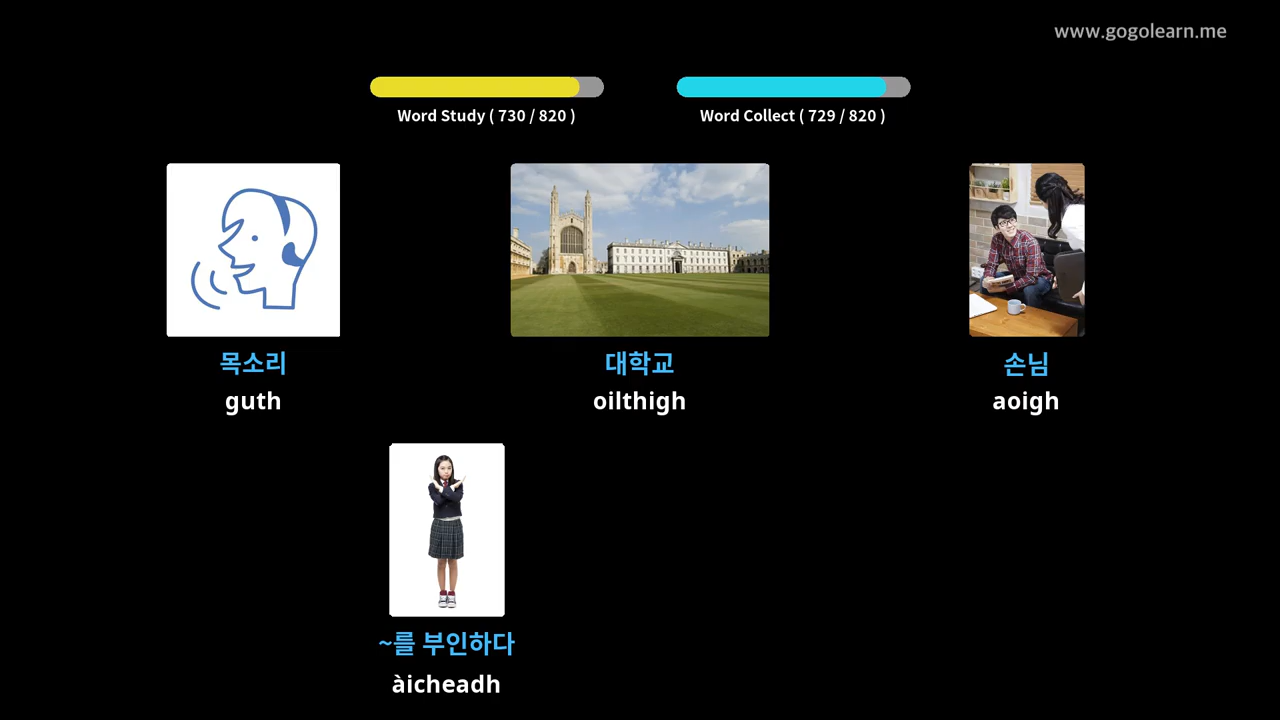 www.gogolearn.me
Word Study ( 730 / 820 )
Word Collect ( 729 / 820 )
목소리
guth
대학교
oilthigh
손님
aoigh
~를 부인하다
àicheadh